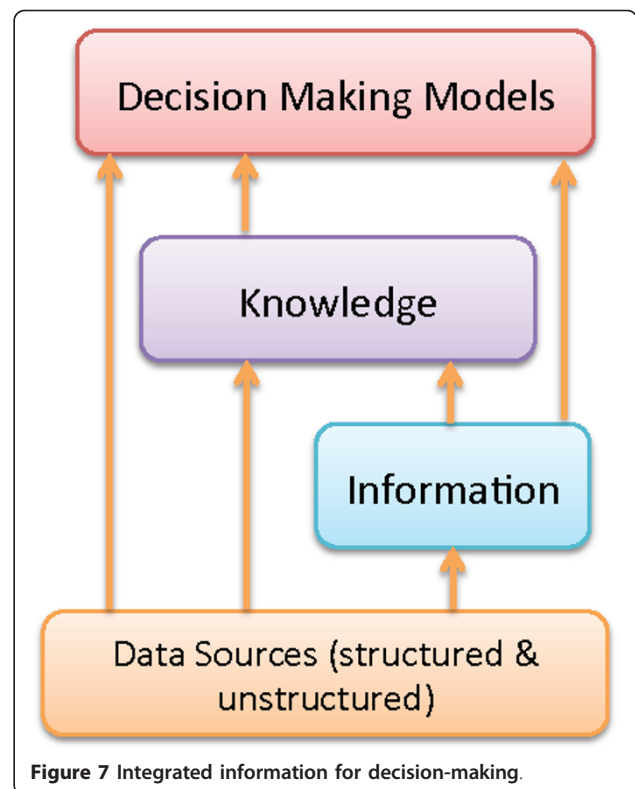 Decision Making Models
Knowledge
Information
Data Sources (structured &
unstructured)
Figure 7 Integrated information for decision-making.